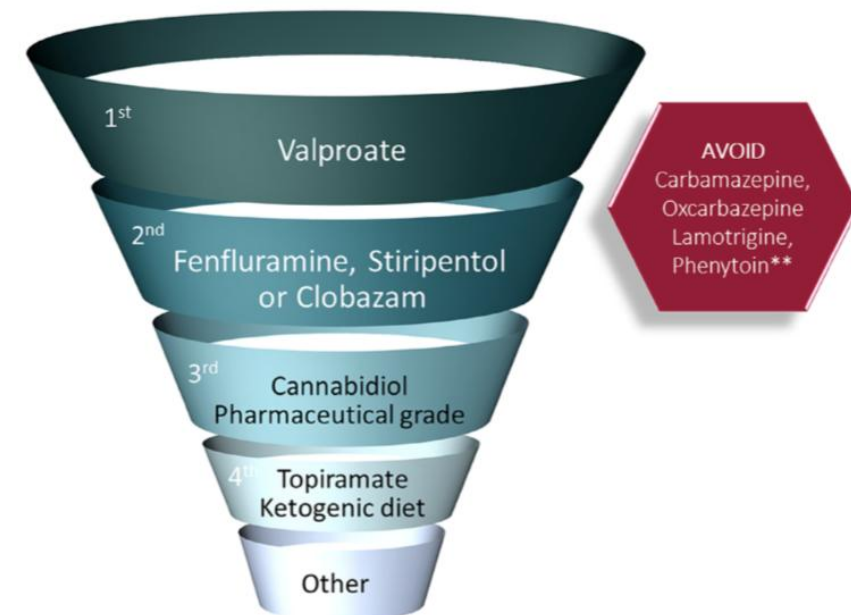 1st
Valproate
2nd
Fenfluramine, Stiripentol
or Clobazam
3rd
Cannabidiol
Pharmaceutical grade
4th
Topiramate
Ketogenic diet
Other
AVOID
Carbamazepine,
Oxcarbazepine
Lamotrigine,
Phenytoin**